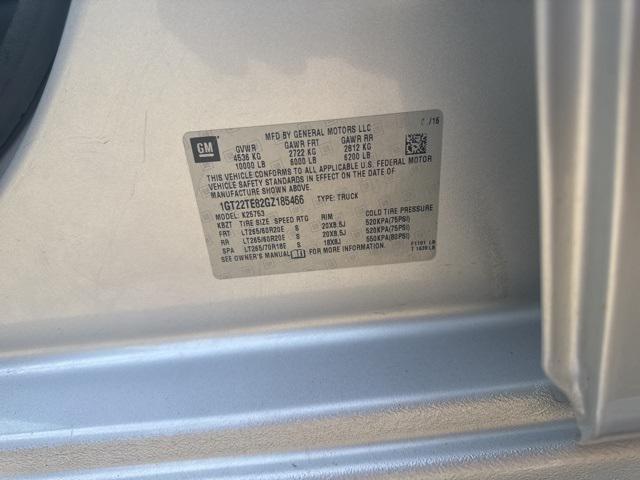 MFD BY GENERAL MOTORS LLC
/16
GM
GVWR GAWR FRT GAWR RR
4536 KG 2722 KG 2812 KG
10000 LB 6000 LB 6200 LB
THIS VEHICLE CONFORMS TO ALL APPLICABLE U.S. FEDERAL MOTOR
VEHICLE SAFETY STANDARDS IN EFFECT ON THE DATE OF
MANUFACTURE SHOWN ABOVE.
1GT22TE82GZ185466 TYPE: TRUCK
MODEL: K25753
KBZT TIRE SIZE SPEED RTG RIM COLD TIRE PRESSURE
FRT LT265/60R20E S 20X8.5J 520KPA(75PSI)
RR LT265/60R20E S 20X8.5J 520KPA(75PSI)
SPA LT265/70R18E S 18X8J 550KPA(80PSI)
SEE OWNER'S MANUAL